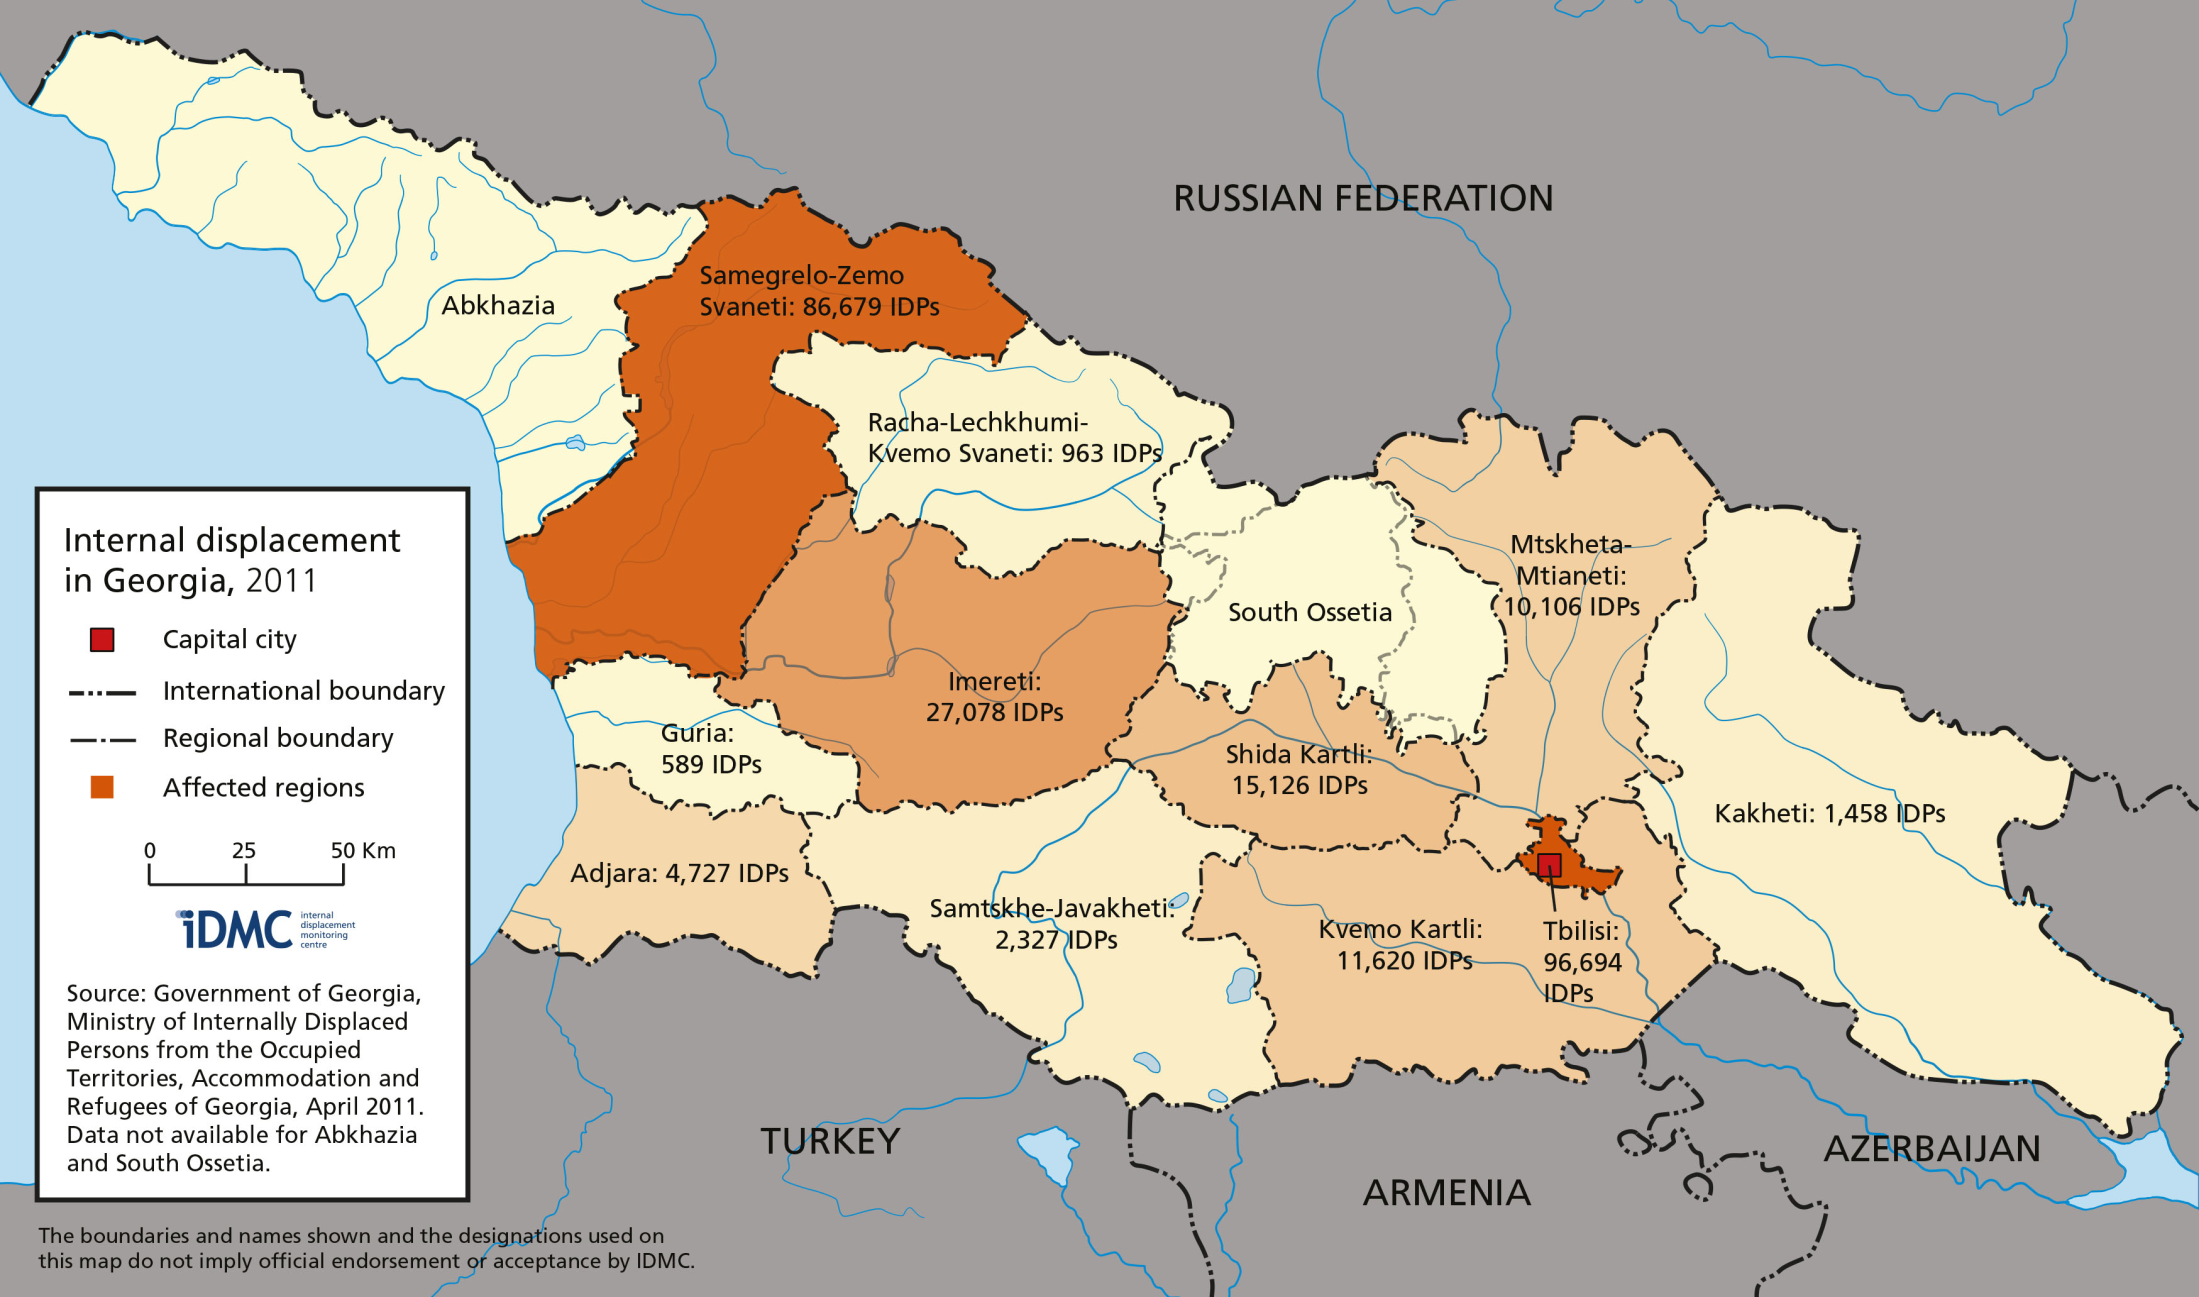 RUSSIAN FEDERATION
Samegrelo-Zemo
Svaneti: 86,679 IDPs
Abkhazia
Racha-Lechkhumi-
Kvemo Svaneti: 963 IDPs
Mtskheta-
Mtianeti:
10,106 IDPs
South Ossetia
Imereti:
27,078 IDPs
Guria:
589 IDPs
Shida Kartli:
15,126 IDPs
Kakheti: 1,458 IDPs
Adjara: 4,727 IDPs
Samtskhe-Javakheti:
2,327 IDPs
Kvemo Kartli:
11,620 IDPs
Tbilisi:
96,694
IDPs
TURKEY
ARMENIA
AZERBAIJAN
Internal displacement
in Georgia, 2011
Capital city
International boundary
Regional boundary
Affected regions
0 25 50 Km
iDMC
internal
displacement
monitoring
centre
Source: Government of Georgia,
Ministry of Internally Displaced
Persons from the Occupied
Territories, Accommodation and
Refugees of Georgia, April 2011.
Data not available for Abkhazia
and South Ossetia.
The boundaries and names shown and the designations used on
this map do not imply official endorsement or acceptance by IDMC.